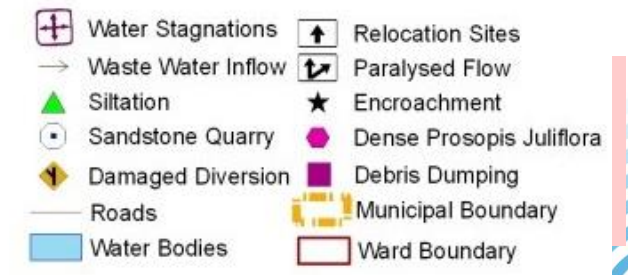 Water Stagnations Relocation Sites
Waste Water Inflow Paralysed Flow
Siltation Encroachment
Sandstone Quarry Dense Prosopis Juliflora
Damaged Diversion Debris Dumping
Roads Municipal Boundary
Water Bodies Ward Boundary